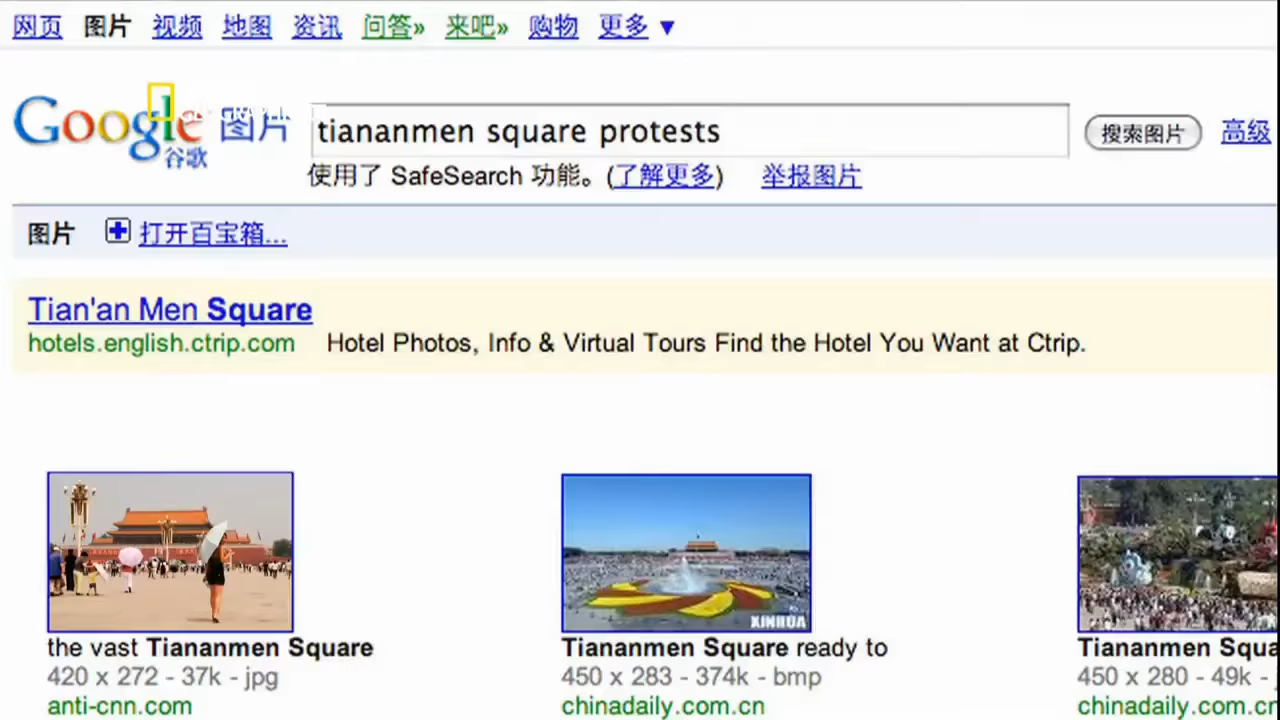 网页 图片 视频 地图 资讯 问答» 来吧» 购物 更多 ▼
Google 谷歌 图片
tiananmen square protests 搜索图片 高级
使用了 SafeSearch 功能。(了解更多) 举报图片
图片 打开百宝箱...
Tian'an Men Square
hotels.english.ctrip.com Hotel Photos, Info & Virtual Tours Find the Hotel You Want at Ctrip.
XINHUA
the vast Tiananmen Square Tiananmen Square ready to Tiananmen Squa
420 x 272 - 37k - jpg 450 x 283 - 374k - bmp 450 x 280 - 49k -
anti-cnn.com chinadaily.com.cn chinadaily.com.cn